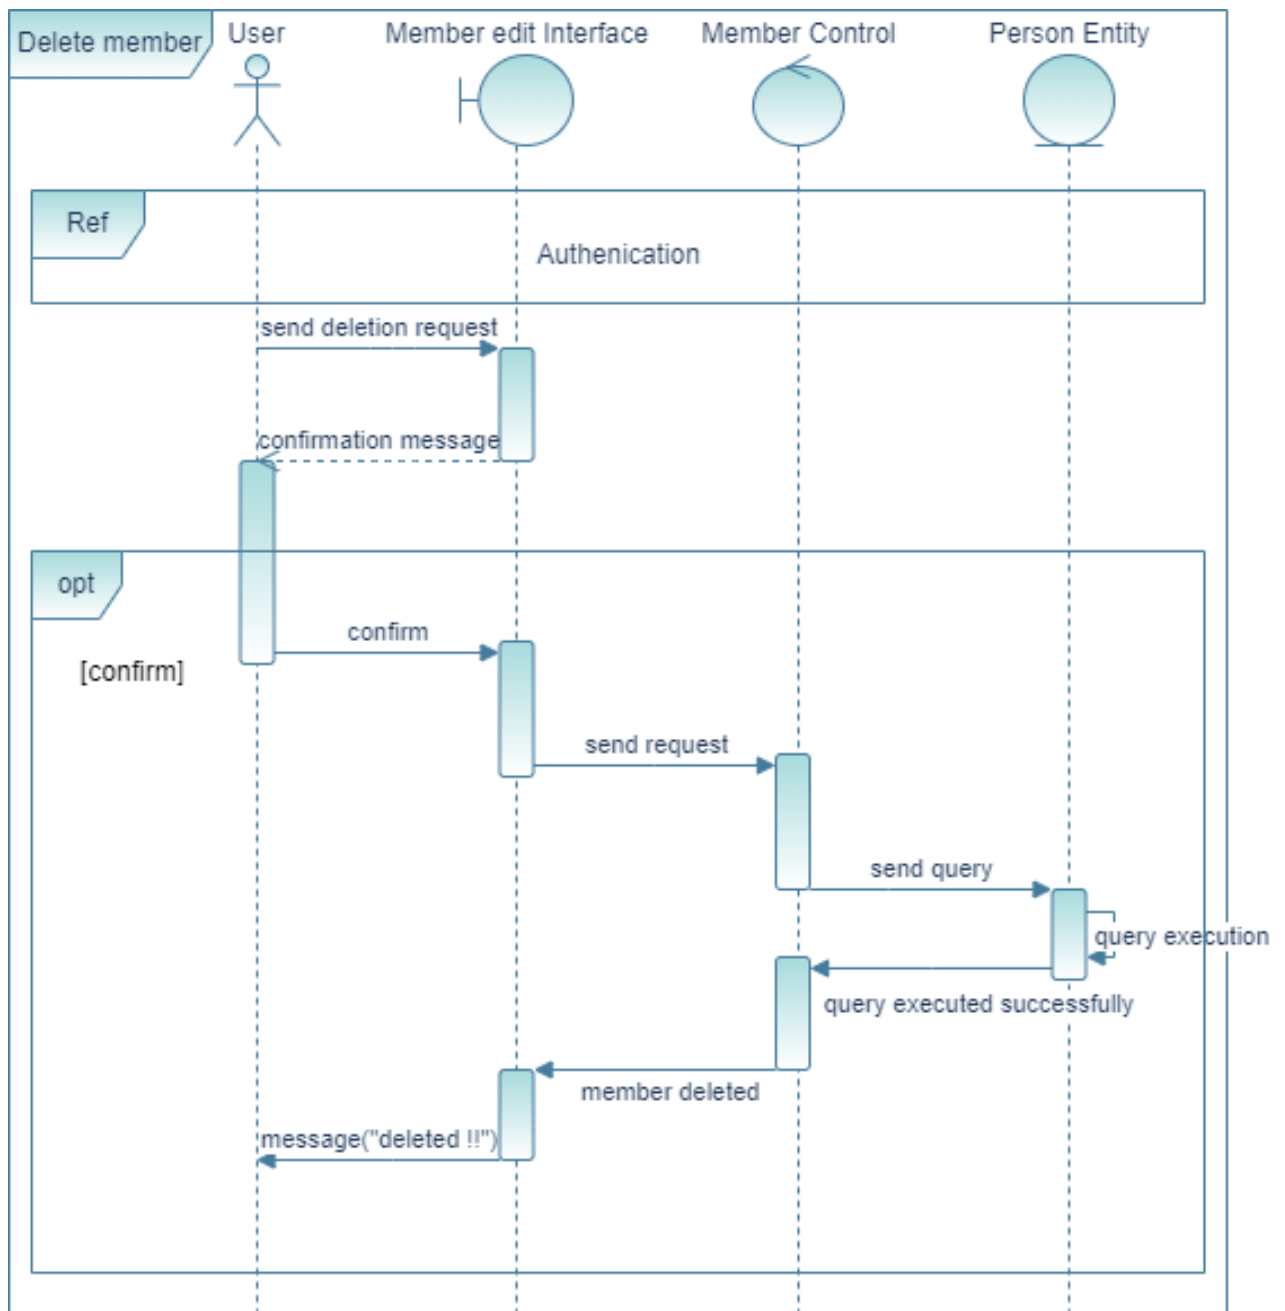 Delete member
User
Member edit Interface
Member Control
Person Entity
Ref
Authenication
send deletion request
confirmation message
opt
[confirm]
confirm
send request
send query
query execution
query executed successfully
member deleted
message("deleted !!")